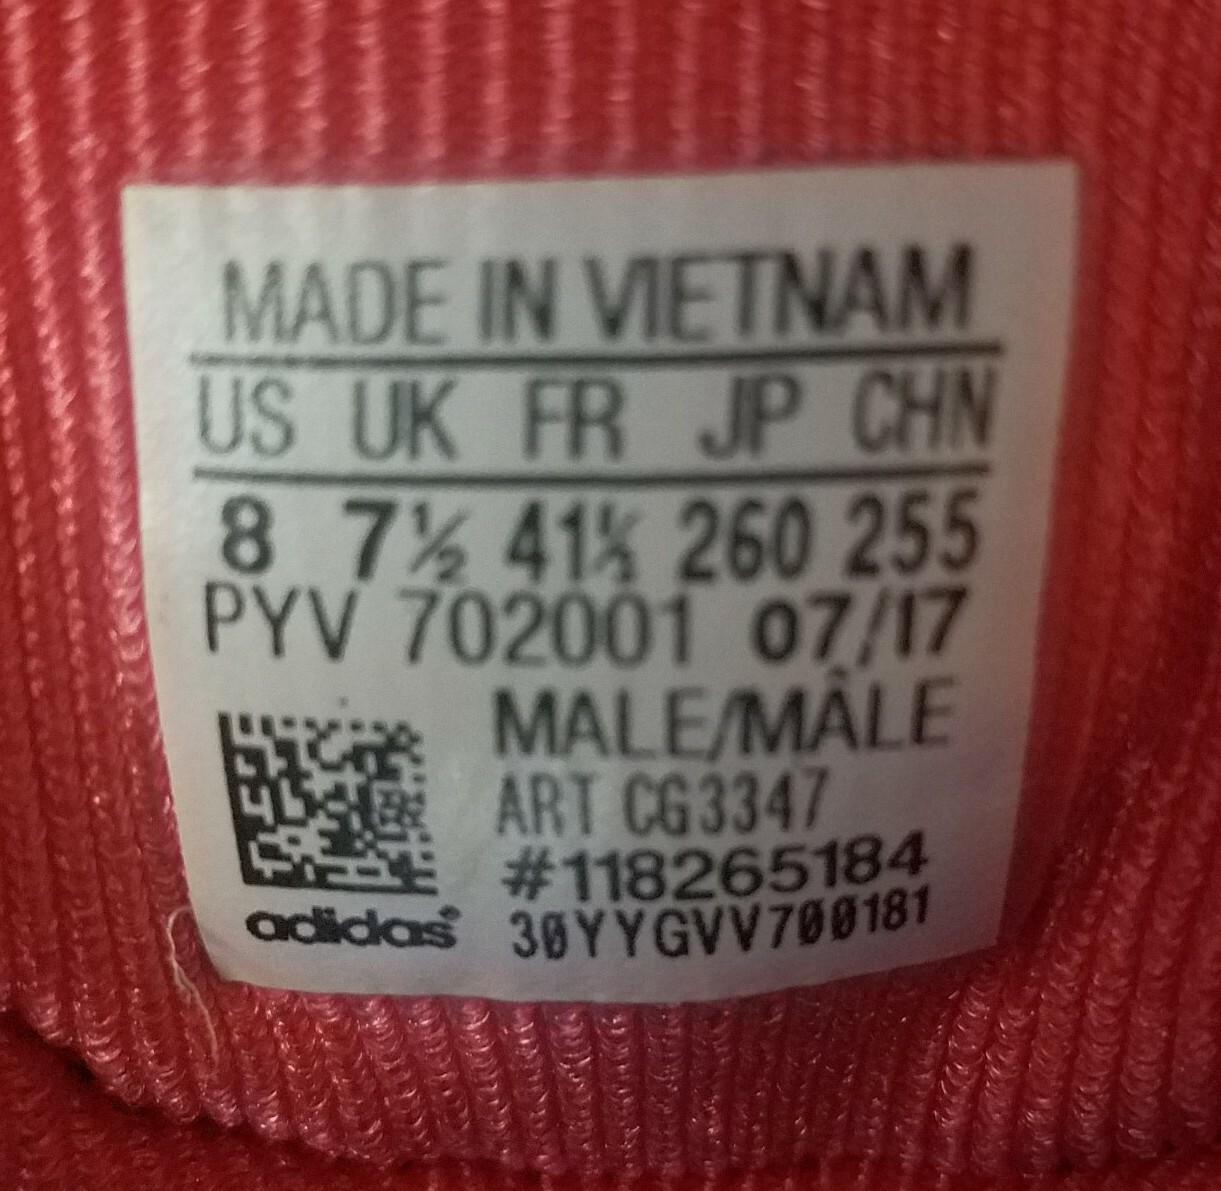 MADE IN VIETNAM
US UK FR JP CHN
8 7½ 41⅓ 260 255
PYV 702001 07/17
MALE/MÂLE
ART CG3347
#118265184
adidas® 30YYGVV700181